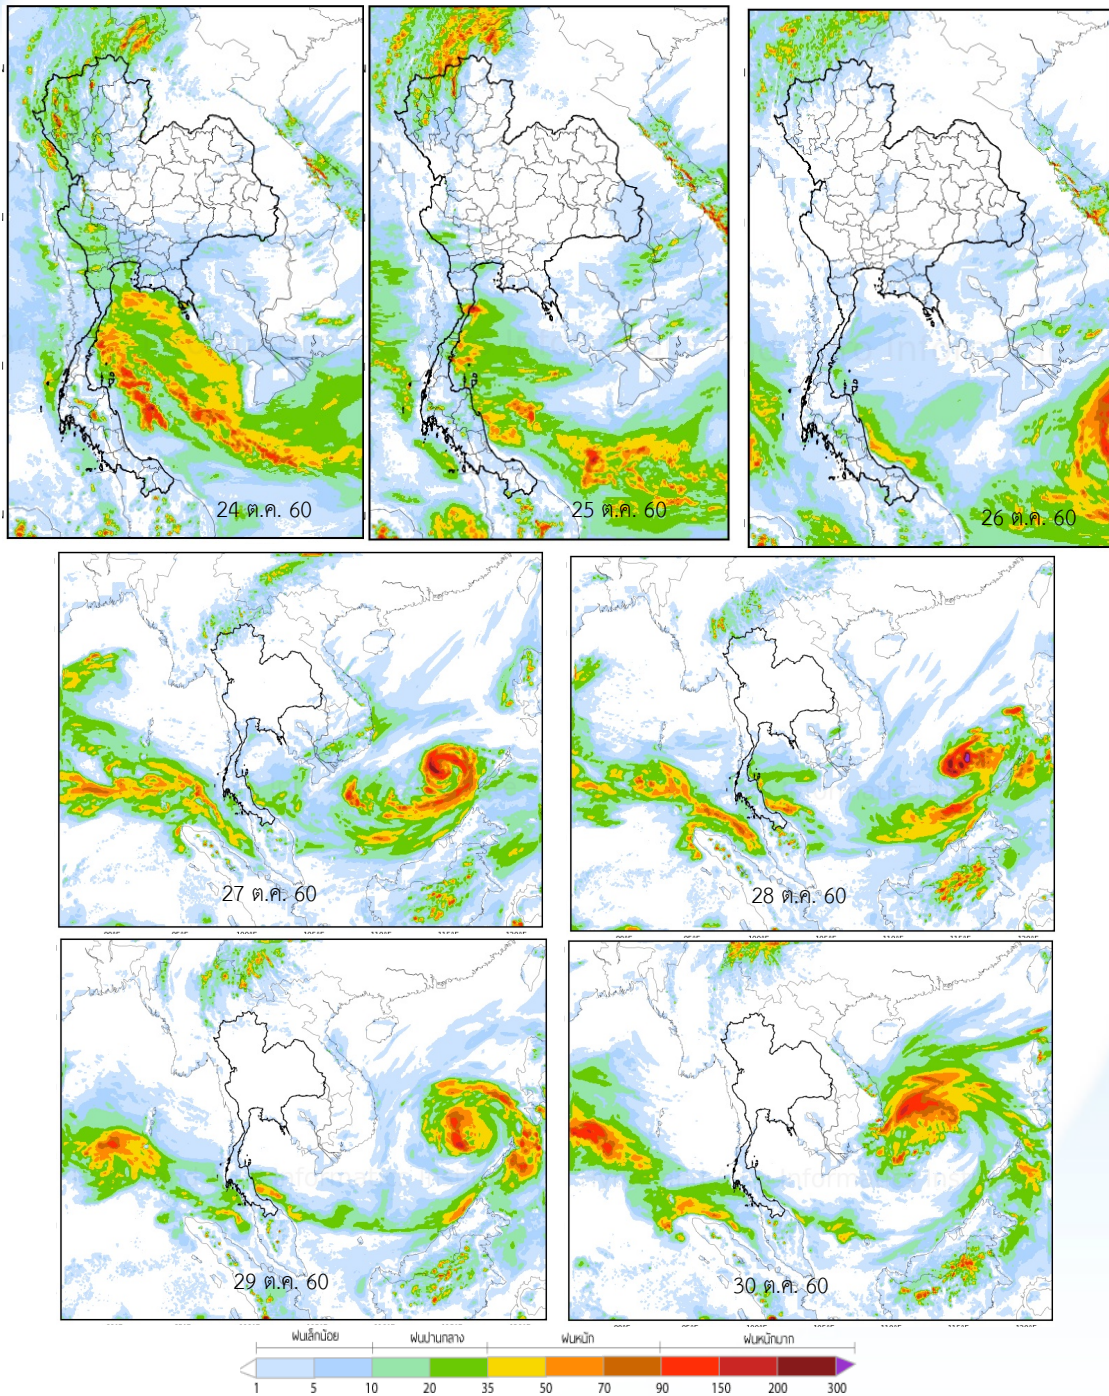 24 ต.ค. 60
25 ต.ค. 60
26 ต.ค. 60
27 ต.ค. 60
28 ต.ค. 60
29 ต.ค. 60
30 ต.ค. 60
ฝนเล็กน้อย ฝนปานกลาง ฝนหนัก ฝนหนักมาก
1 5 10 20 35 50 70 90 150 200 300